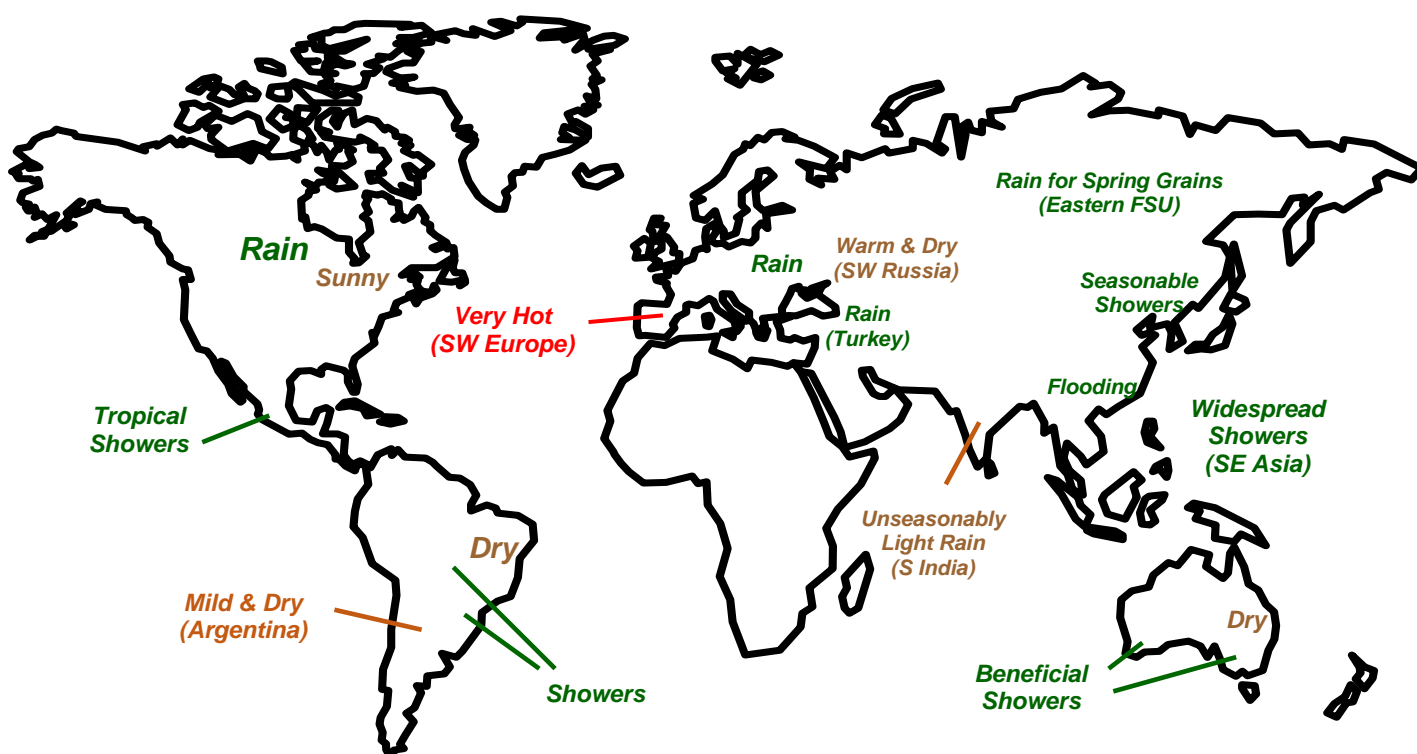 Rain for Spring Grains
(Eastern FSU)
Rain
Sunny
Warm & Dry
(SW Russia)
Rain
Seasonable
Showers
Very Hot
(SW Europe)
Rain
(Turkey)
Flooding
Tropical
Showers
Widespread
Showers
(SE Asia)
Unseasonably
Light Rain
(S India)
Dry
Mild & Dry
(Argentina)
Dry
Showers
Beneficial
Showers